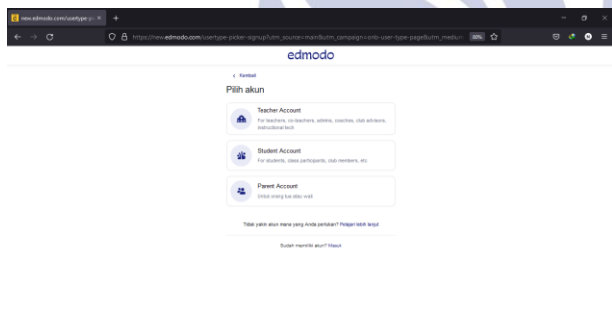 new.edmodo.com/usertype-pi
https://new.edmodo.com/usertype-picker-signup?utm_source=main&utm_campaign=onb-user-type-page&utm_medium
80%
edmodo
Kembali
Pilih akun
Teacher Account
For teachers, co-teachers, admins, coaches, club advisors,
instructional tech
Student Account
For students, class participants, club members, etc
Parent Account
Untuk orang tua atau wali
Tidak yakin akun mana yang Anda perlukan? Pelajari lebih lanjut
Sudah memiliki akun? Masuk